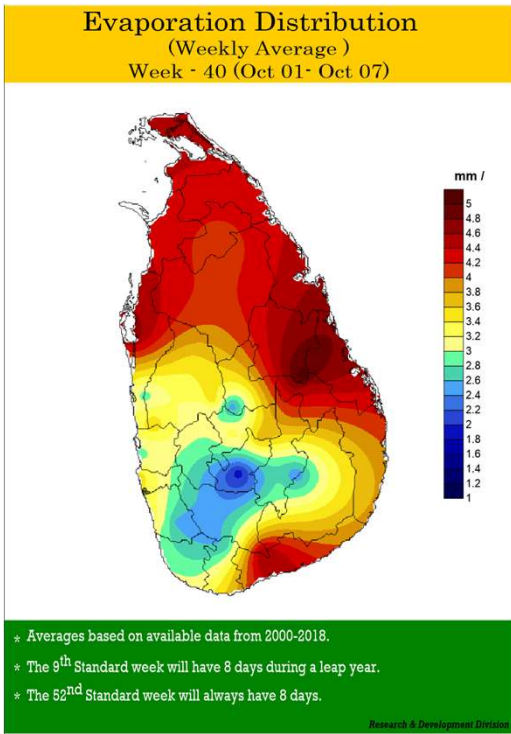 Evaporation Distribution
(Weekly Average )
Week - 40 (Oct 01- Oct 07)
mm /
5
4.8
4.6
4.4
4.2
4
3.8
3.6
3.4
3.2
3
2.8
2.6
2.4
2.2
2
1.8
1.6
1.4
1.2
1
* Averages based on available data from 2000-2018.
* The 9th Standard week will have 8 days during a leap year.
* The 52nd Standard week will always have 8 days.
Research & Development Division